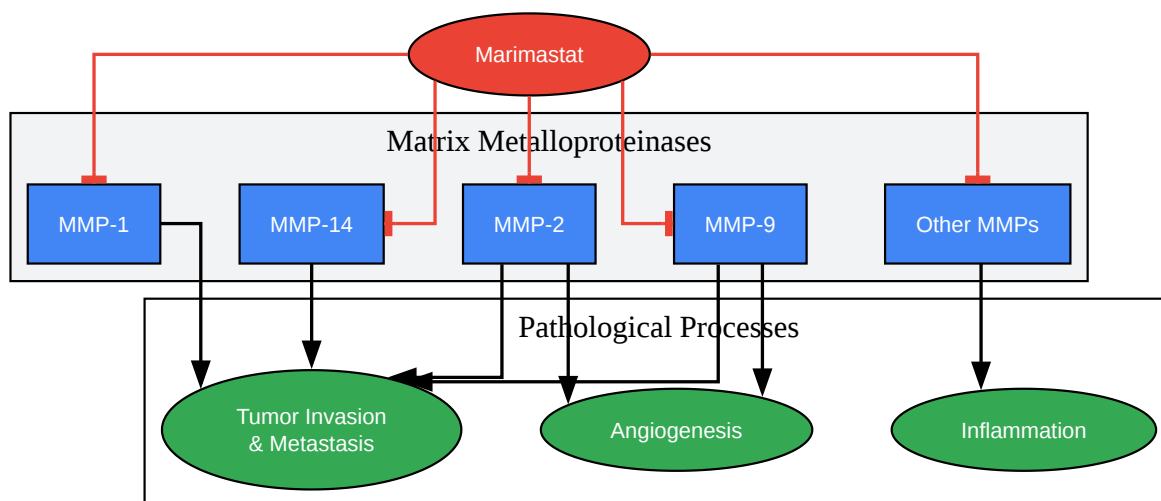 Marimastat
Matrix Metalloproteinases
MMP-1
MMP-14
MMP-2
MMP-9
Other MMPs
Pathological Processes
Tumor Invasion
& Metastasis
Angiogenesis
Inflammation